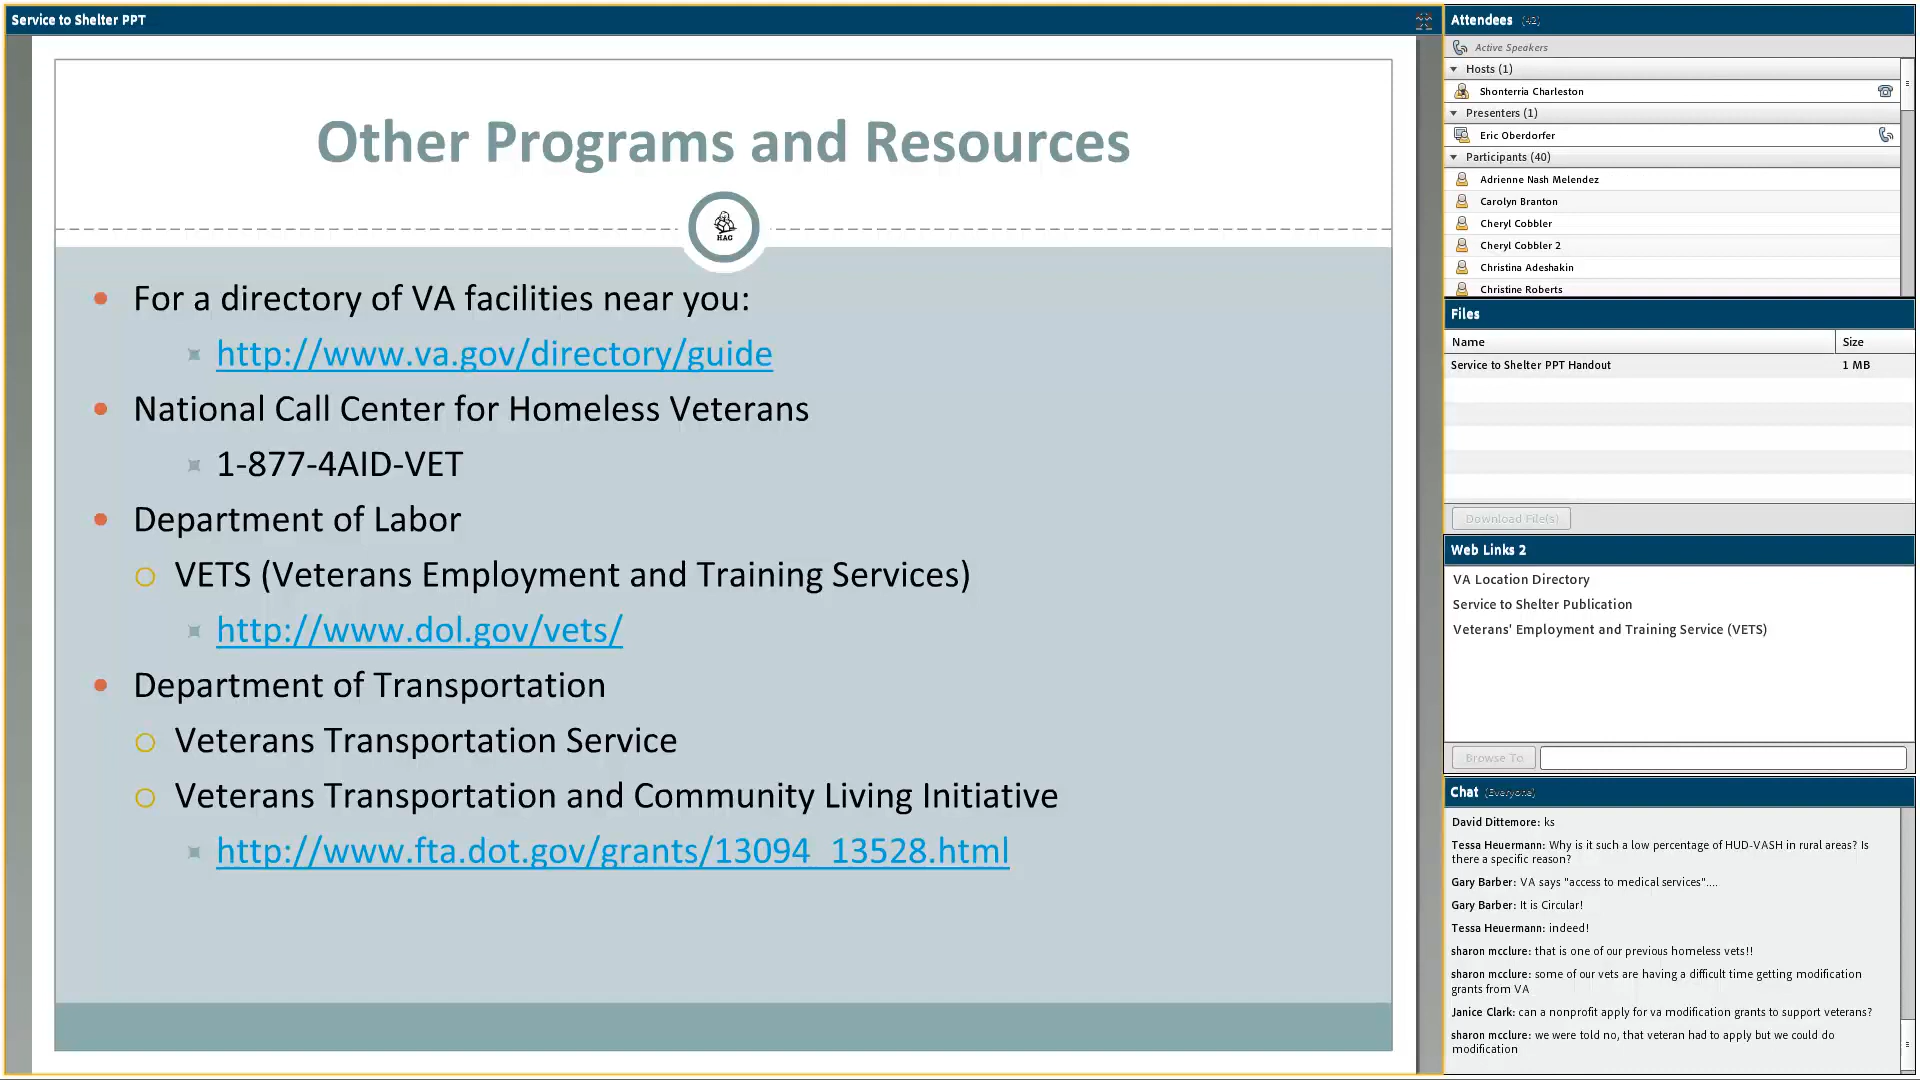 Service to Shelter PPT
Other Programs and Resources
HAC
For a directory of VA facilities near you:
http://www.va.gov/directory/guide
National Call Center for Homeless Veterans
1-877-4AID-VET
Department of Labor
VETS (Veterans Employment and Training Services)
http://www.dol.gov/vets/
Department of Transportation
Veterans Transportation Service
Veterans Transportation and Community Living Initiative
http://www.fta.dot.gov/grants/13094_13528.html
Attendees (42)
Active Speakers
Hosts (1)
Shonterria Charleston
Presenters (1)
Eric Oberdorfer
Participants (40)
Adrienne Nash Melendez
Carolyn Branton
Cheryl Cobbler
Cheryl Cobbler 2
Christina Adeshakin
Christine Roberts
Files
Name Size
Service to Shelter PPT Handout 1 MB
Download File(s)
Web Links 2
VA Location Directory
Service to Shelter Publication
Veterans' Employment and Training Service (VETS)
Browse To
Chat (Everyone)
David Dittemore: ks
Tessa Heuermann: Why is it such a low percentage of HUD-VASH in rural areas? Is
there a specific reason?
Gary Barber: VA says "access to medical services"....
Gary Barber: It is Circular!
Tessa Heuermann: indeed!
sharon mcclure: that is one of our previous homeless vets!!
sharon mcclure: some of our vets are having a difficult time getting modification
grants from VA
Janice Clark: can a nonprofit apply for va modification grants to support veterans?
sharon mcclure: we were told no, that veteran had to apply but we could do
modification